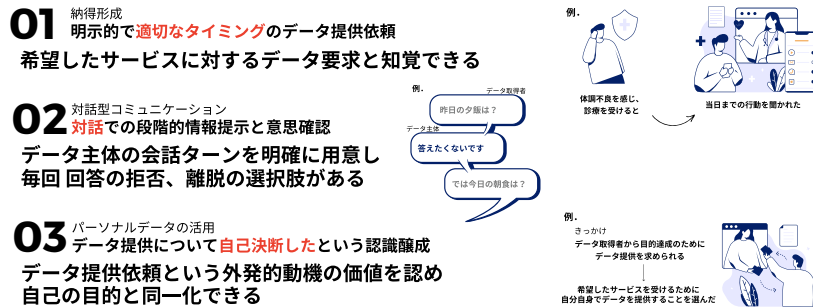 01
納得形成
明示的で適切なタイミングのデータ提供依頼
希望したサービスに対するデータ要求と知覚できる
例.
体調不良を感じ、
診療を受けると
当日までの行動を聞かれた
02
対話型コミュニケーション
対話での段階的情報提示と意思確認
データ主体の会話ターンを明確に用意し
毎回 回答の拒否、離脱の選択肢がある
例.
データ取得者
昨日の夕飯は？
データ主体
答えたくないです
では今日の朝食は？
03
パーソナルデータの活用
データ提供について自己決断したという認識醸成
データ提供依頼という外発的動機の価値を認め
自己の目的と同一化できる
例.
きっかけ
データ取得者から目的達成のために
データ提供を求められる
希望したサービスを受けるために
自分自身でデータを提供することを選んだ